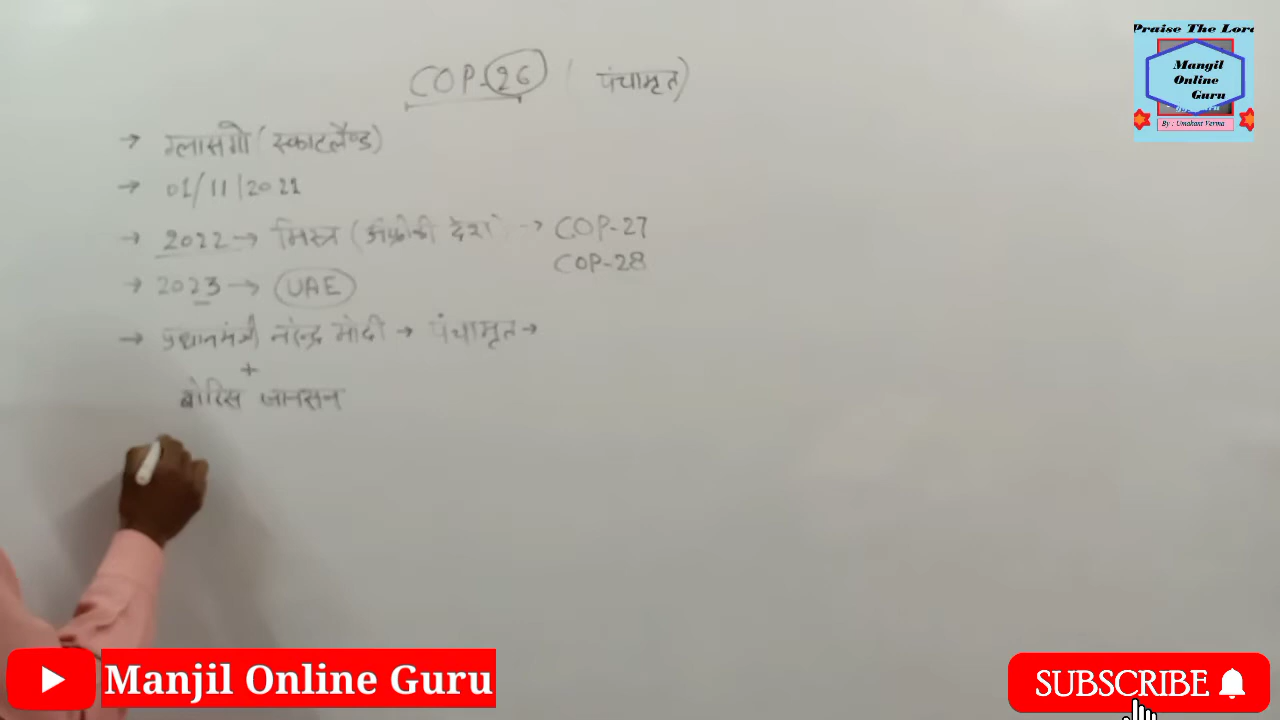 COP-26 ( पंचामृत)
→ ग्लासगो (स्काटलैण्ड)
→ 01/11/2021
→ 2022 → मिस्त्र (अफ्रीकी देश) → COP-27
COP-28
→ 2023 → UAE
→ प्रधानमंत्री नरेन्द्र मोदी → पंचामृत →
+
बोरिस जानसन
Praise The Lord
Mangil
Online
Guru
By : Umakant Verma
Manjil Online Guru
SUBSCRIBE